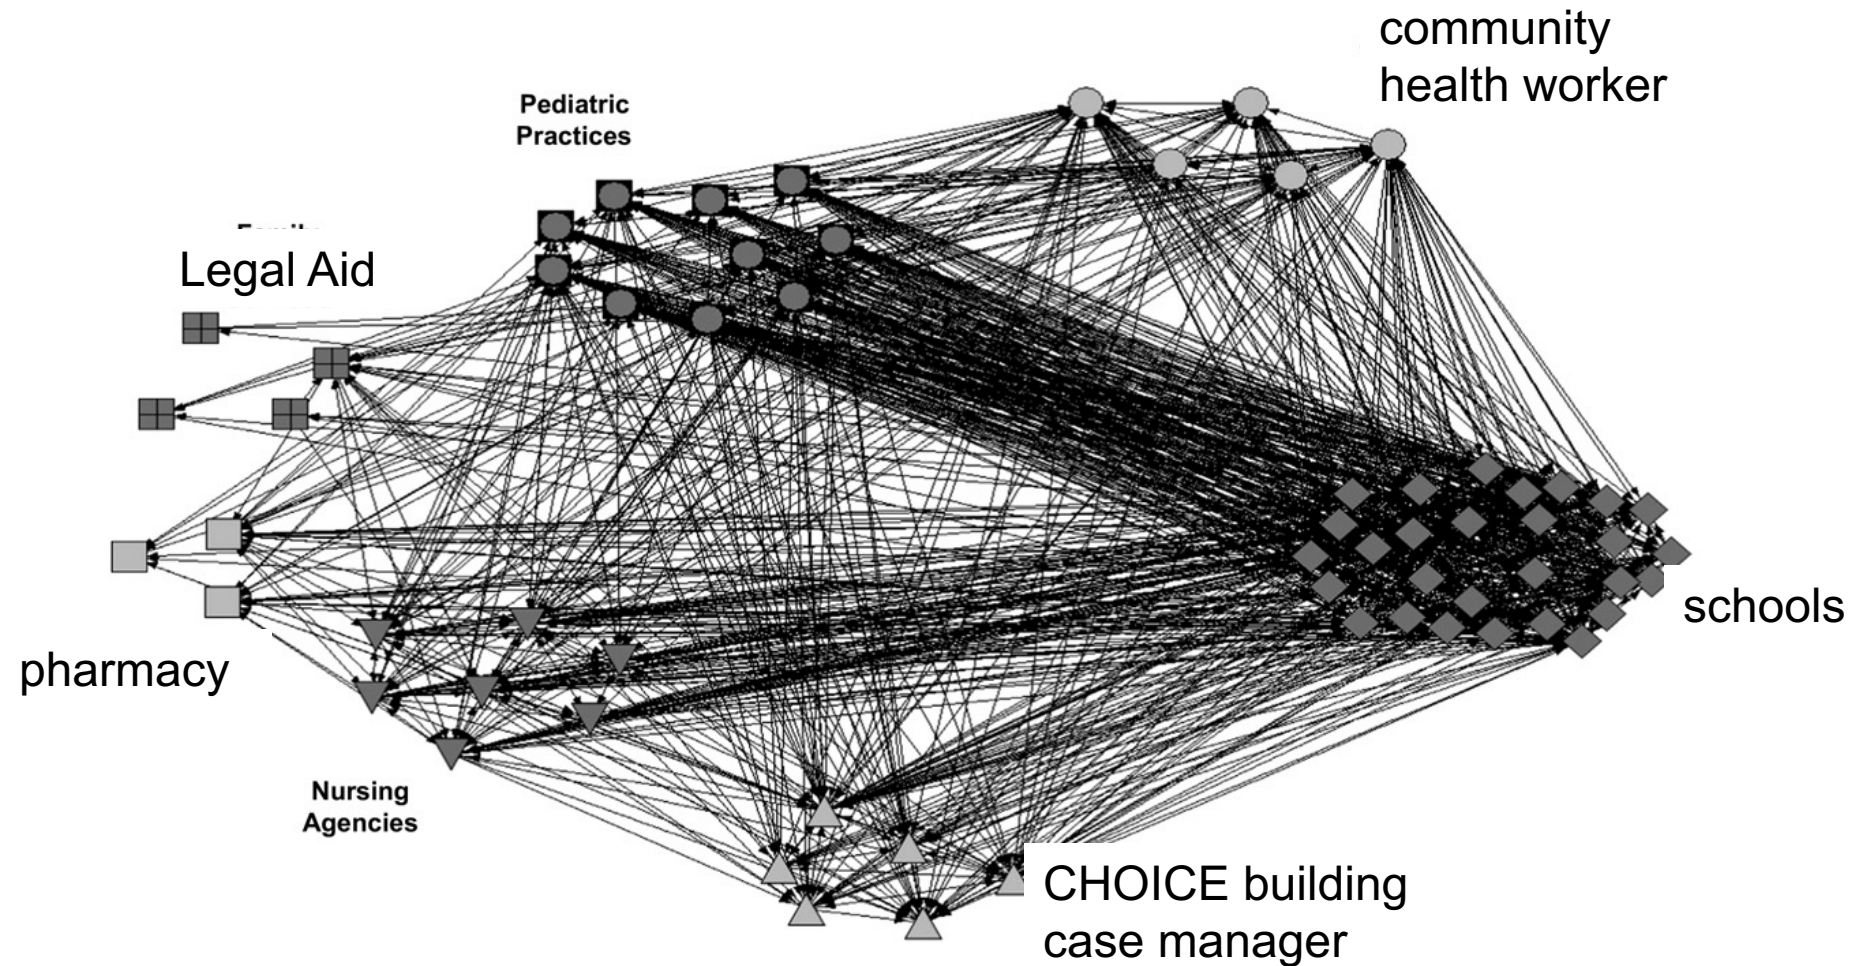 community
health worker
Pediatric
Practices
Legal Aid
schools
pharmacy
Nursing
Agencies
CHOICE building
case manager